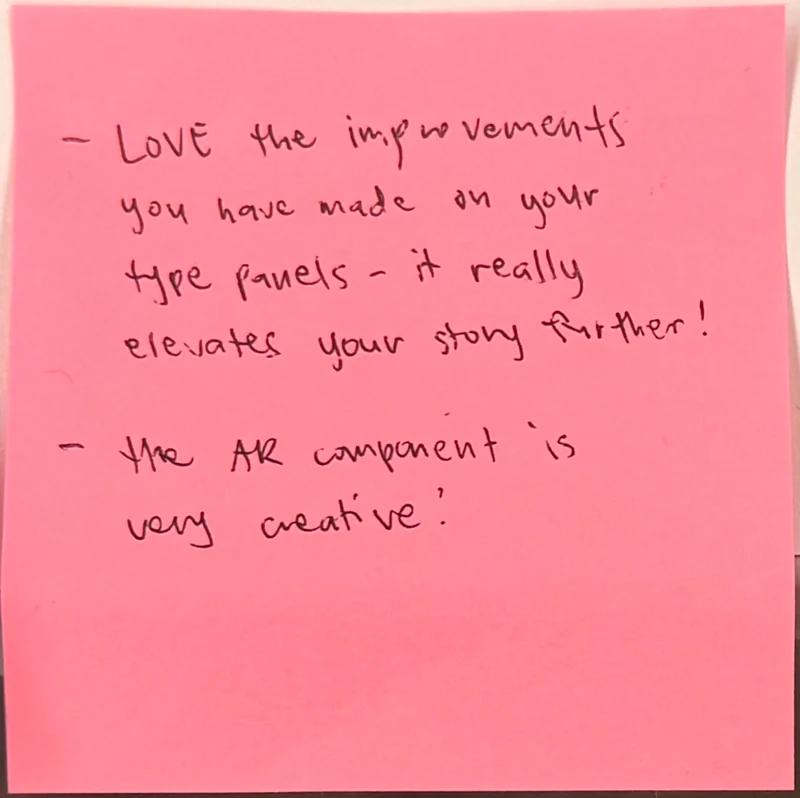 - LOVE the improvements
you have made on your
type panels - it really
elevates your story further!
- the AR component is
very creative!